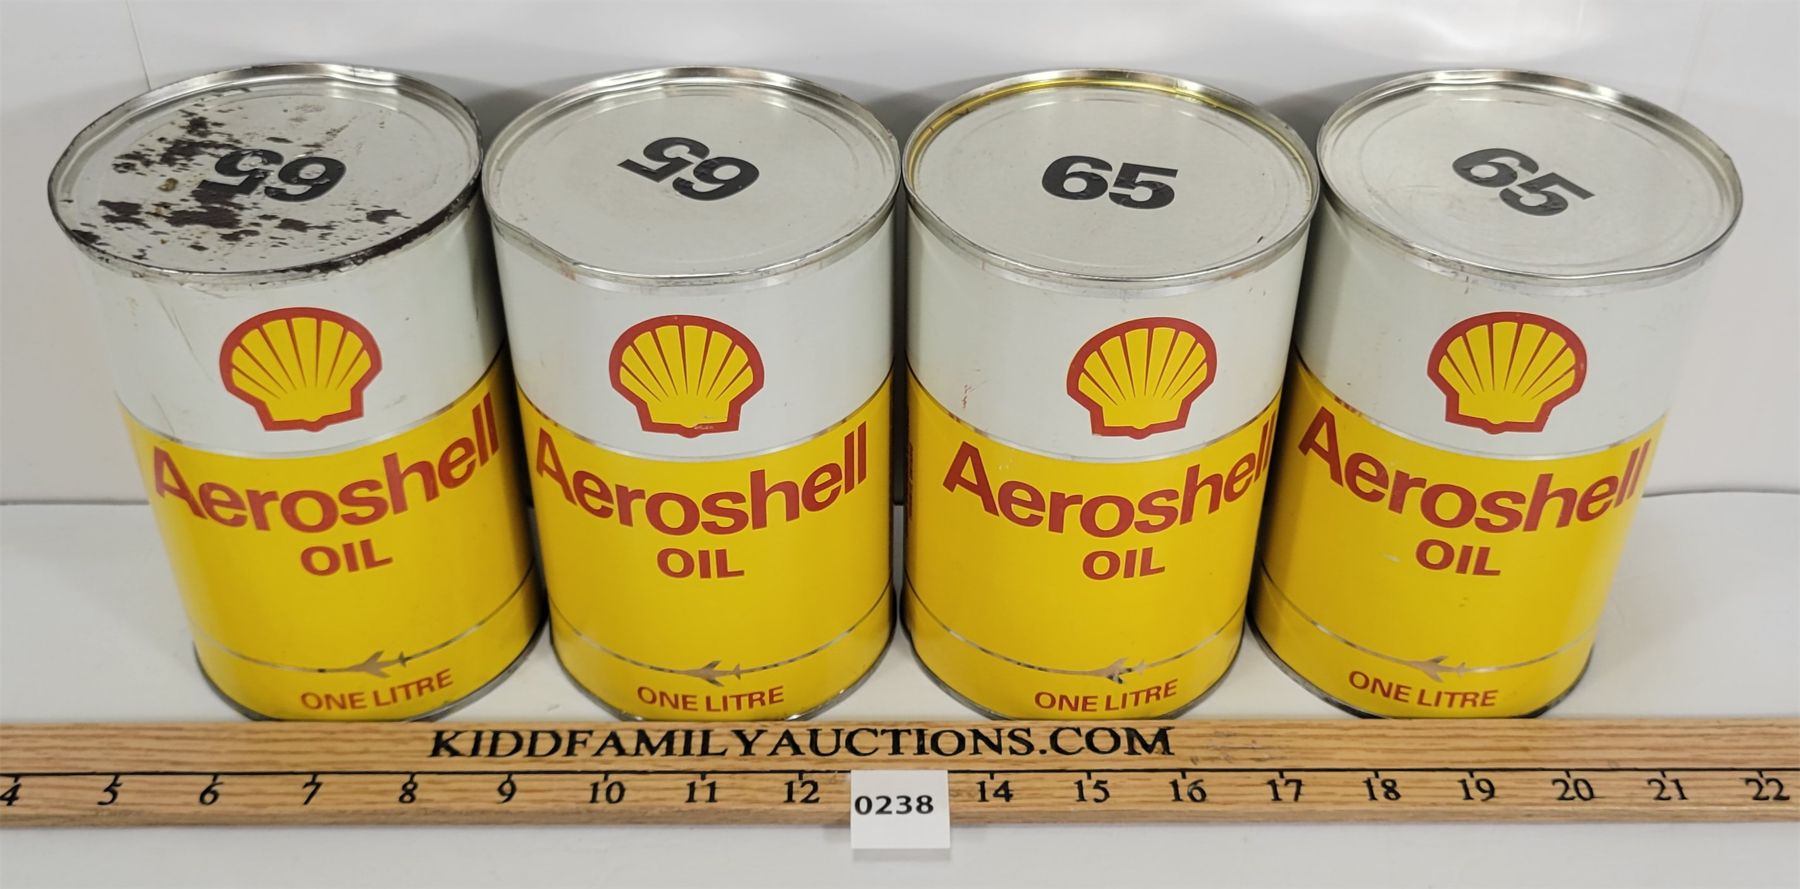 65
65
65
65
Aeroshell
OIL
ONE LITRE
Aeroshell
OIL
ONE LITRE
Aeroshell
OIL
ONE LITRE
Aeroshell
OIL
ONE LITRE
KIDDFAMILYAUCTIONS.COM
4 5 6 7 8 9 10 11 12 14 15 16 17 18 19 20 21 22
0238